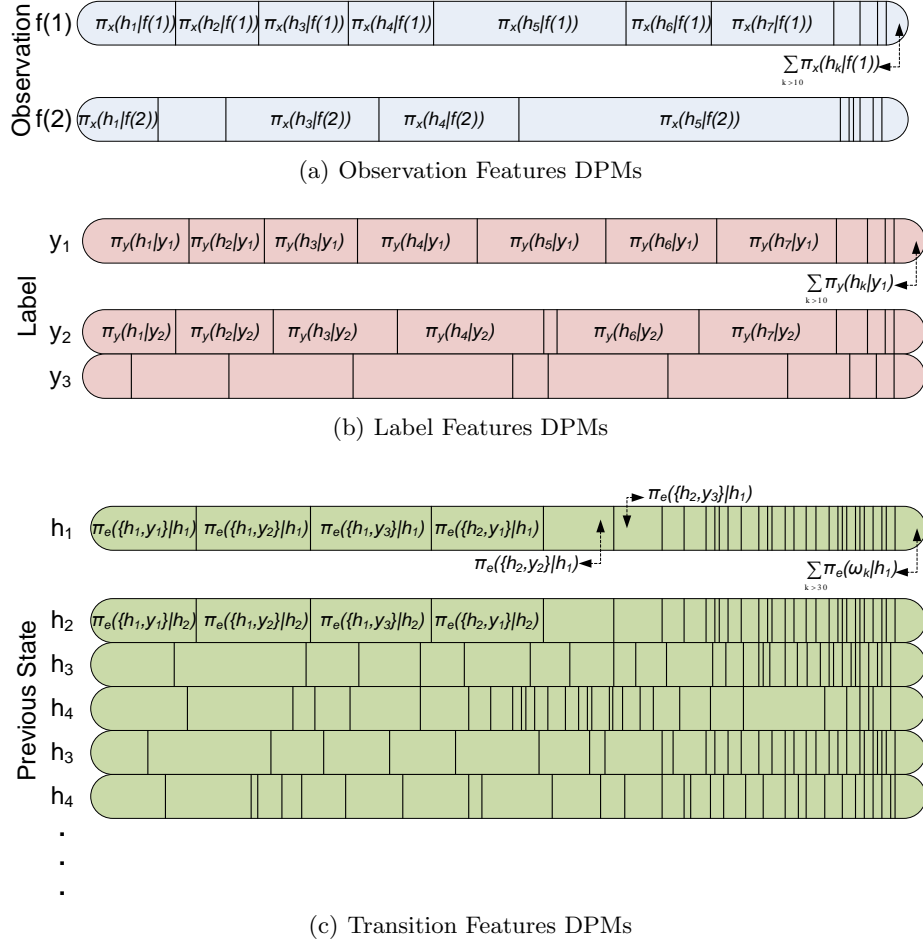 Observation
f(1) πx(h1|f(1)) πx(h2|f(1)) πx(h3|f(1)) πx(h4|f(1)) πx(h5|f(1)) πx(h6|f(1)) πx(h7|f(1))
∑k>10 πx(hk|f(1))
f(2) πx(h1|f(2)) πx(h3|f(2)) πx(h4|f(2)) πx(h5|f(2))
(a) Observation Features DPMs
Label
y1 πy(h1|y1) πy(h2|y1) πy(h3|y1) πy(h4|y1) πy(h5|y1) πy(h6|y1) πy(h7|y1)
∑k>10 πy(hk|y1)
y2 πy(h1|y2) πy(h2|y2) πy(h3|y2) πy(h4|y2) πy(h6|y2) πy(h7|y2)
y3
(b) Label Features DPMs
πe({h2,y3}|h1)
h1 πe({h1,y1}|h1) πe({h1,y2}|h1) πe({h1,y3}|h1) πe({h2,y1}|h1)
πe({h2,y2}|h1) ∑k>30 πe(ωk|h1)
Previous State
h2 πe({h1,y1}|h2) πe({h1,y2}|h2) πe({h1,y3}|h2) πe({h2,y1}|h2)
h3
h4
h3
h4
.
.
.
(c) Transition Features DPMs